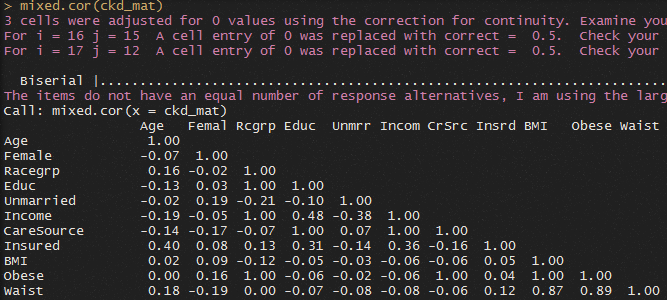 > mixed.cor(ckd_mat)
3 cells were adjusted for 0 values using the correction for continuity. Examine you
For i = 16 j = 15  A cell entry of 0 was replaced with correct =  0.5.  Check your
For i = 17 j = 12  A cell entry of 0 was replaced with correct =  0.5.  Check your
Biserial |.......................................................................
The items do not have an equal number of response alternatives, I am using the larg
Call: mixed.cor(x = ckd_mat)
Age Femal Rcgrp Educ Unmrr Incom CrSrc Insrd BMI Obese Waist
Age 1.00
Female -0.07 1.00
Racegrp 0.16 -0.02 1.00
Educ -0.13 0.03 1.00 1.00
Unmarried -0.02 0.19 -0.21 -0.10 1.00
Income -0.19 -0.05 1.00 0.48 -0.38 1.00
CareSource -0.14 -0.17 -0.07 1.00 0.07 1.00 1.00
Insured 0.40 0.08 0.13 0.31 -0.14 0.36 -0.16 1.00
BMI 0.02 0.09 -0.12 -0.05 -0.03 -0.06 -0.06 0.05 1.00
Obese 0.00 0.16 1.00 -0.06 -0.02 -0.06 1.00 0.04 1.00 1.00
Waist 0.18 -0.19 0.00 -0.07 -0.08 -0.08 -0.06 0.12 0.87 0.89 1.00